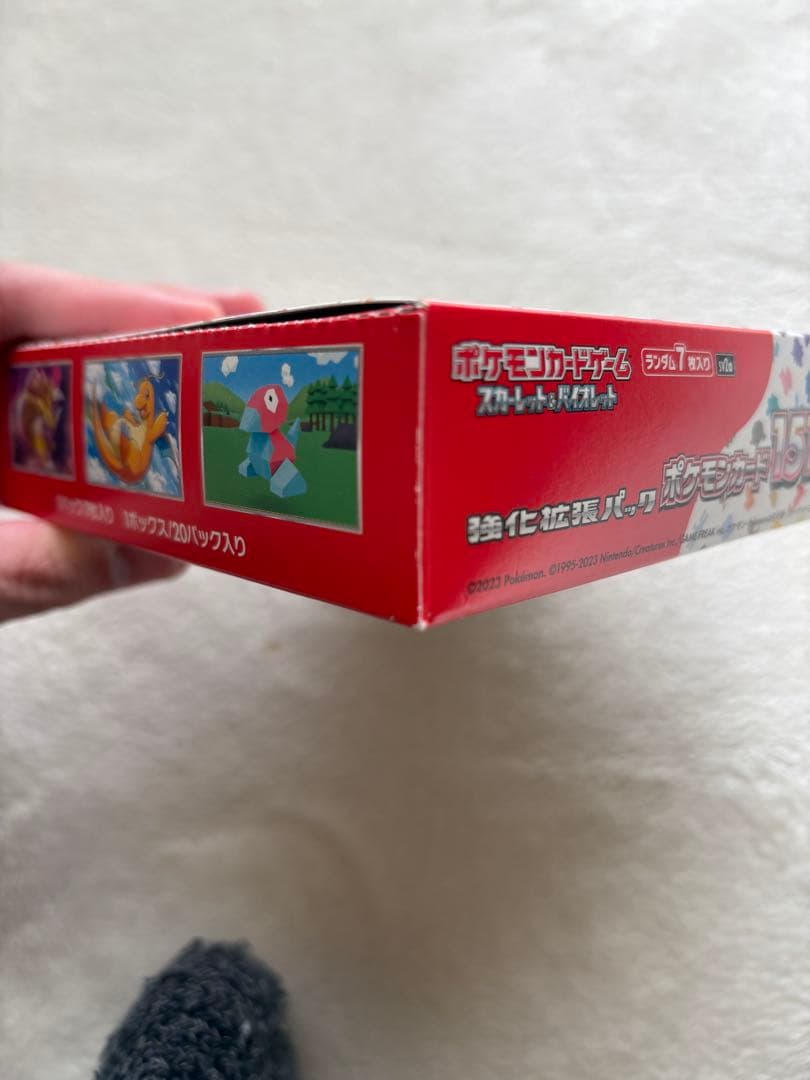 ポケモンカードゲーム
スカーレット&バイオレット
ランダム7枚入り
sv2a
強化拡張パック
ポケモンカード15
©2023 Pokémon. ©1995-2023 Nintendo/Creatures Inc./GAME FREAK inc.
1ボックス/20パック入り